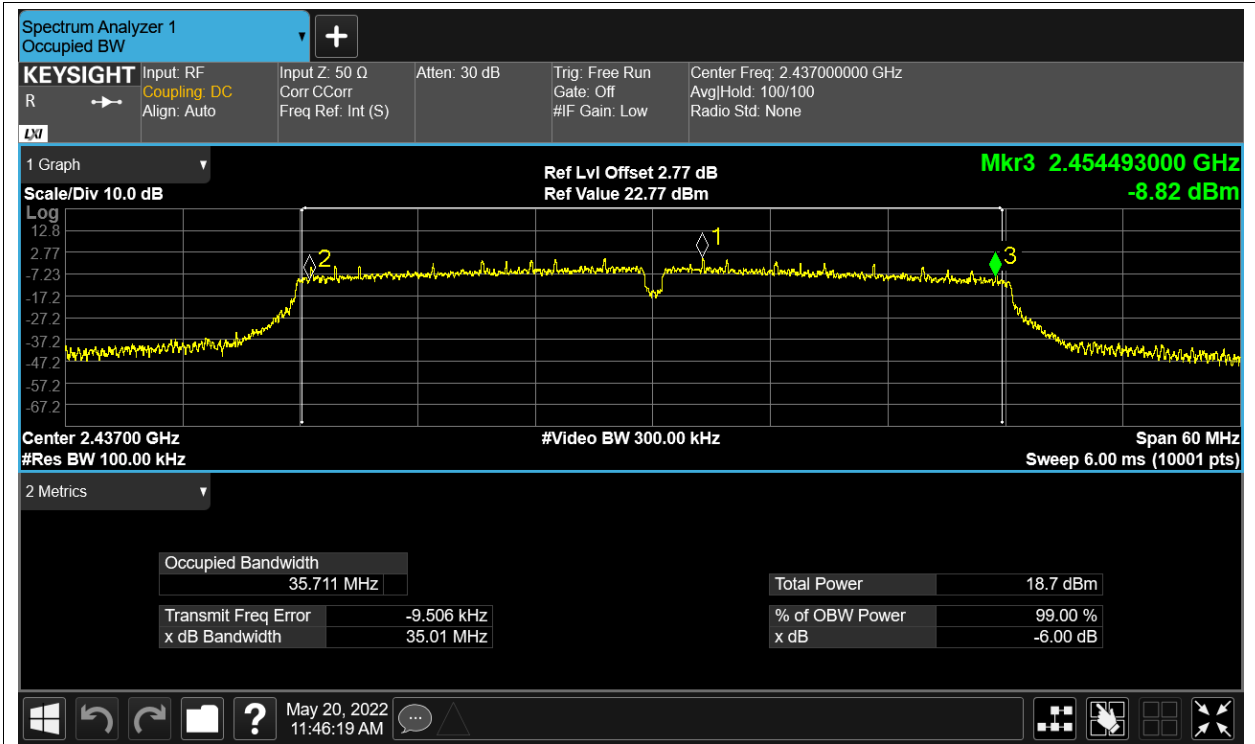 Spectrum Analyzer 1
Occupied BW
KEYSIGHT
R
LXI
Input: RF
Coupling: DC
Align: Auto
Input Z: 50 Ω
Corr CCorr
Freq Ref: Int (S)
Atten: 30 dB
Trig: Free Run
Gate: Off
#IF Gain: Low
Center Freq: 2.437000000 GHz
Avg|Hold: 100/100
Radio Std: None
1 Graph
Scale/Div 10.0 dB
Ref Lvl Offset 2.77 dB
Ref Value 22.77 dBm
Mkr3 2.454493000 GHz
-8.82 dBm
Log
12.8
2.77
-7.23
-17.2
-27.2
-37.2
-47.2
-57.2
-67.2
1
2
3
Center 2.43700 GHz
#Video BW 300.00 kHz
Span 60 MHz
#Res BW 100.00 kHz
Sweep 6.00 ms (10001 pts)
2 Metrics
Occupied Bandwidth
35.711 MHz
Total Power 18.7 dBm
Transmit Freq Error -9.506 kHz
% of OBW Power 99.00 %
x dB Bandwidth 35.01 MHz
x dB -6.00 dB
?
May 20, 2022
11:46:19 AM